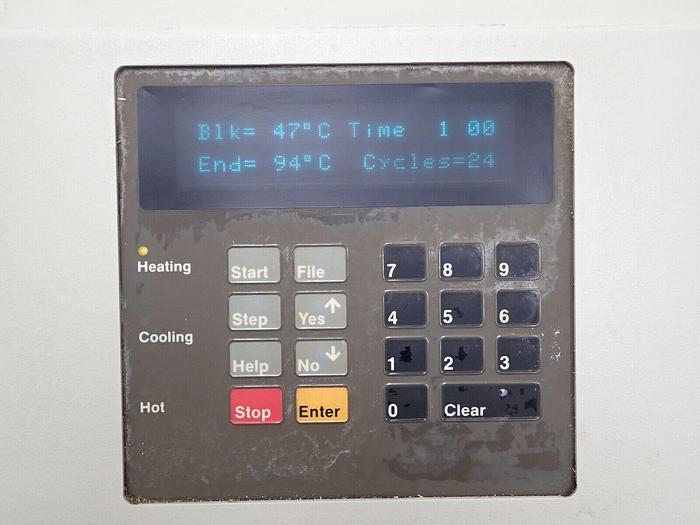 Blk= 47°C Time 1 00
End= 94°C Cycles=24
Heating
Start File 7 8 9
Step Yes ↑ 4 5 6
Cooling
Help No ↓ 1 2 3
Hot
Stop Enter 0 Clear